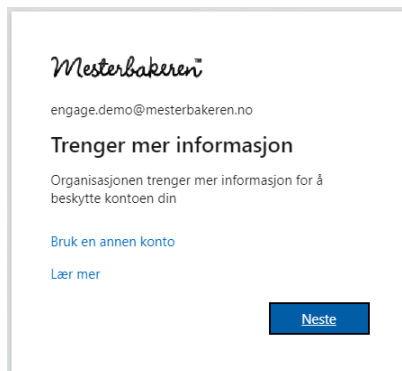 Mesterbakeren™
engage.demo@mesterbakeren.no
Trenger mer informasjon
Organisasjonen trenger mer informasjon for å
beskytte kontoen din
Bruk en annen konto
Lær mer
Neste